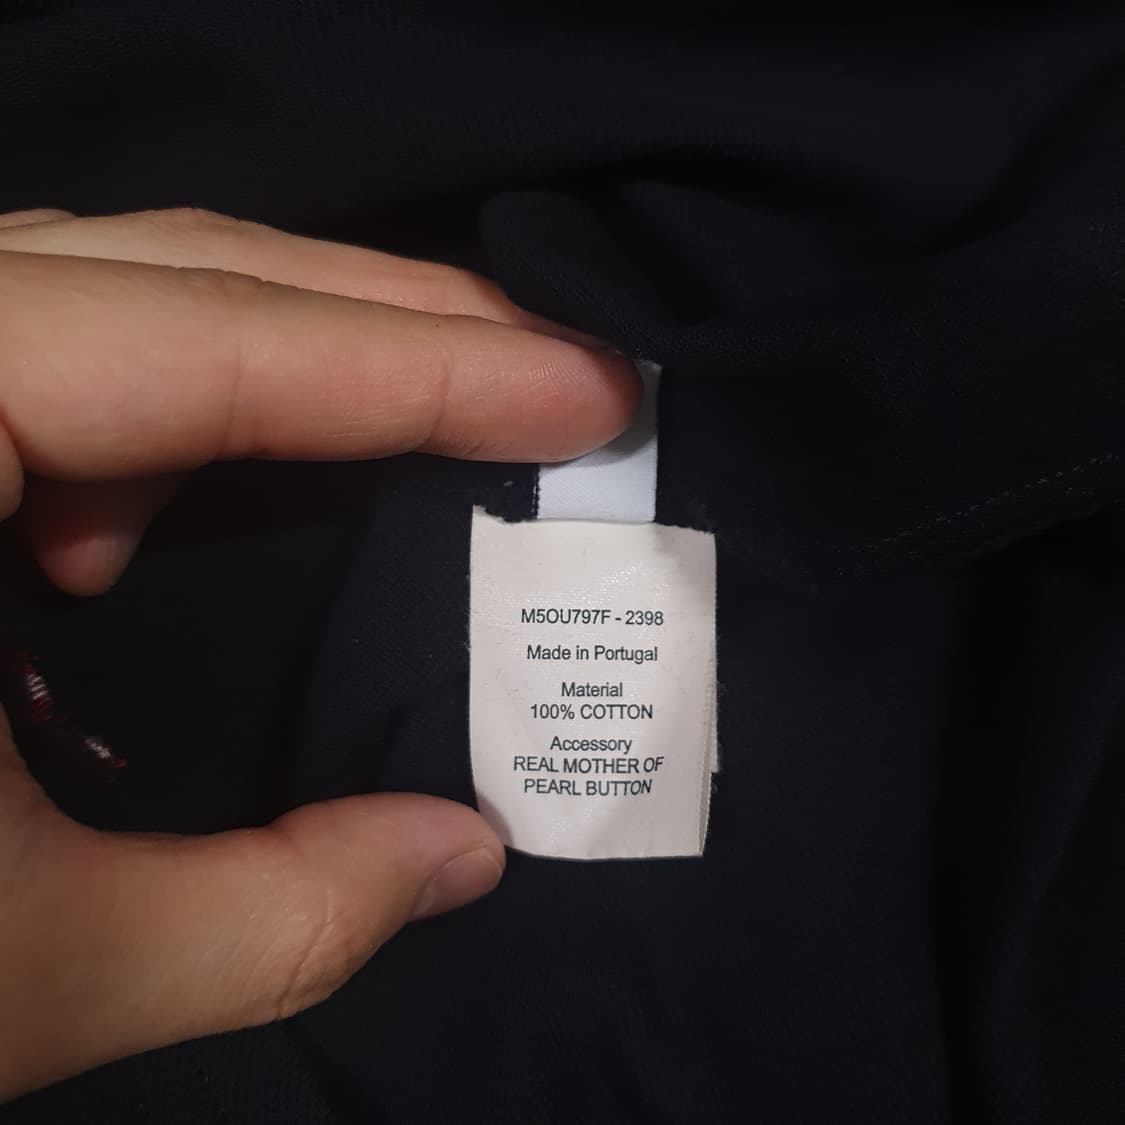 M5OU797F - 2398
Made in Portugal
Material
100% COTTON
Accessory
REAL MOTHER OF
PEARL BUTTON